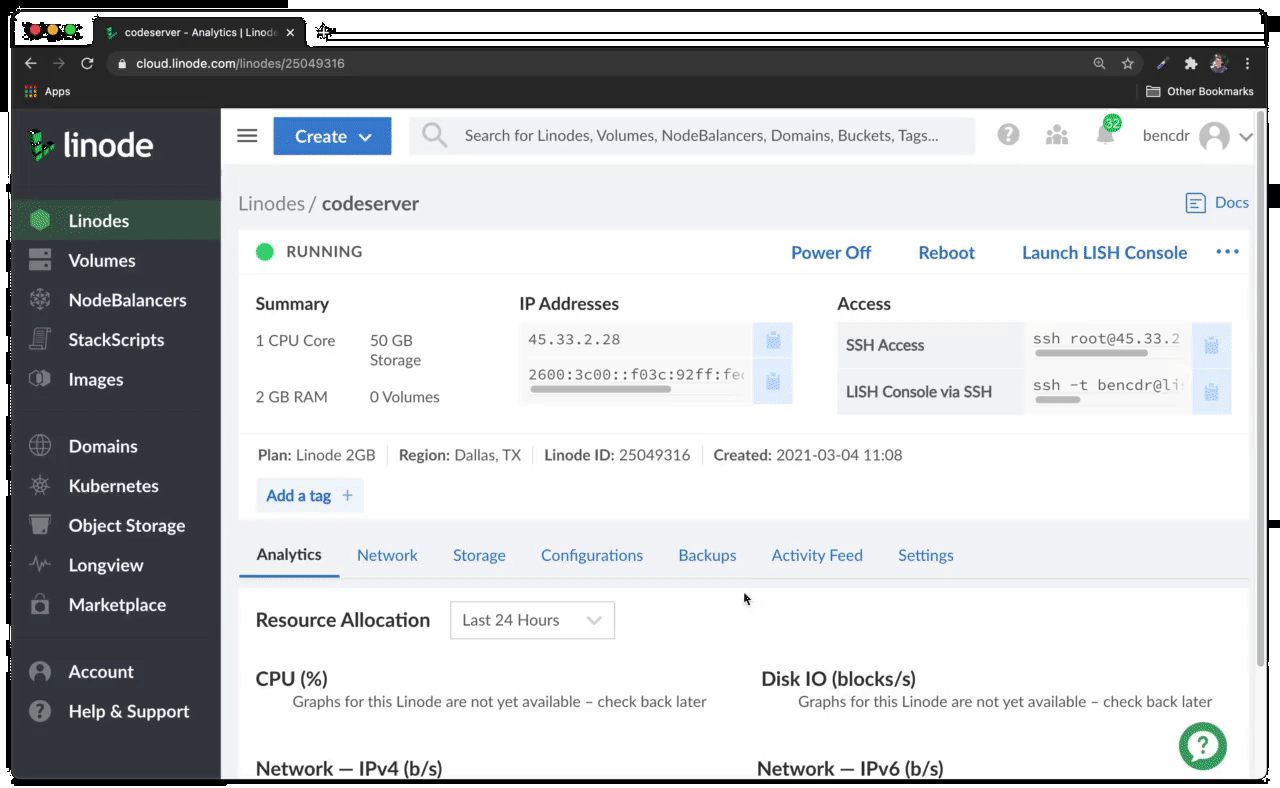 codeserver - Analytics | Linode
cloud.linode.com/linodes/25049316
Apps
Other Bookmarks
linode
Create
Search for Linodes, Volumes, NodeBalancers, Domains, Buckets, Tags...
32
bencdr
Linodes
Volumes
NodeBalancers
StackScripts
Images
Domains
Kubernetes
Object Storage
Longview
Marketplace
Account
Help & Support
Linodes / codeserver
Docs
RUNNING
Power Off
Reboot
Launch LISH Console
Summary
1 CPU Core
50 GB
Storage
2 GB RAM
0 Volumes
IP Addresses
45.33.2.28
2600:3c00::f03c:92ff:fe
Access
SSH Access
ssh root@45.33.2
LISH Console via SSH
ssh -t bencdr@li
Plan: Linode 2GB
Region: Dallas, TX
Linode ID: 25049316
Created: 2021-03-04 11:08
Add a tag +
Analytics
Network
Storage
Configurations
Backups
Activity Feed
Settings
Resource Allocation
Last 24 Hours
CPU (%)
Graphs for this Linode are not yet available – check back later
Disk IO (blocks/s)
Graphs for this Linode are not yet available – check back later
Network — IPv4 (b/s)
Network — IPv6 (b/s)